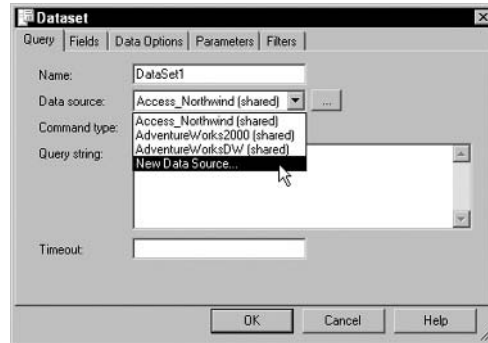 Dataset
Query Fields Data Options Parameters Filters
Name: DataSet1
Data source: Access_Northwind (shared) ...
Command type: Access_Northwind (shared)
AdventureWorks2000 (shared)
Query string: AdventureWorksDW (shared)
New Data Source...
Timeout:
OK Cancel Help